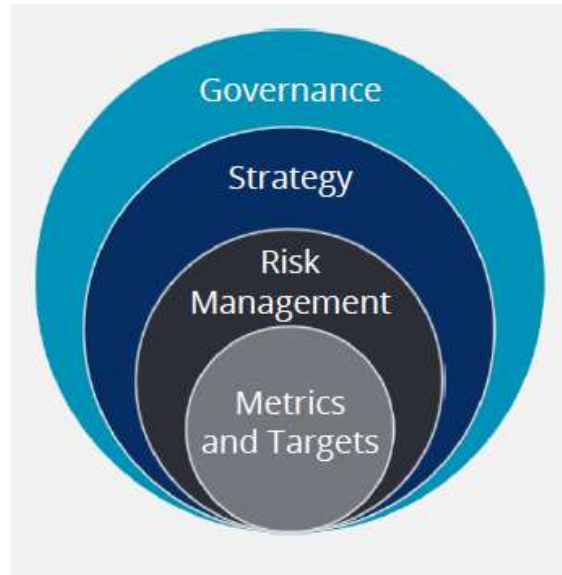 Governance
Strategy
Risk
Management
Metrics
and Targets